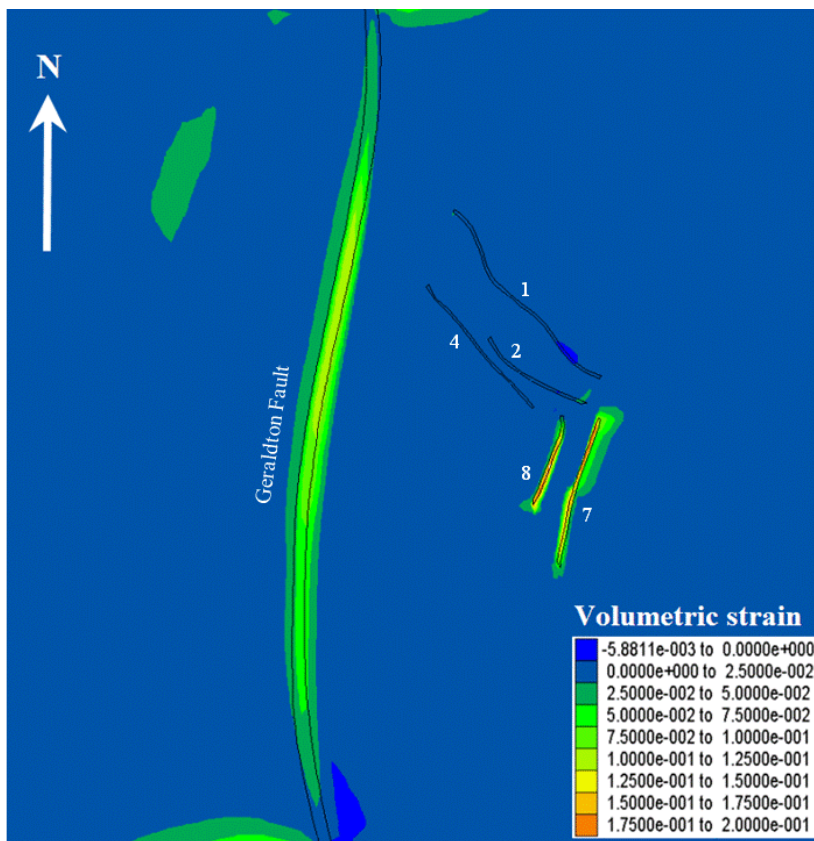 N
1
4
2
Geraldton Fault
8
7
Volumetric strain
-5.8811e-003 to 0.0000e+000
0.0000e+000 to 2.5000e-002
2.5000e-002 to 5.0000e-002
5.0000e-002 to 7.5000e-002
7.5000e-002 to 1.0000e-001
1.0000e-001 to 1.2500e-001
1.2500e-001 to 1.5000e-001
1.5000e-001 to 1.7500e-001
1.7500e-001 to 2.0000e-001